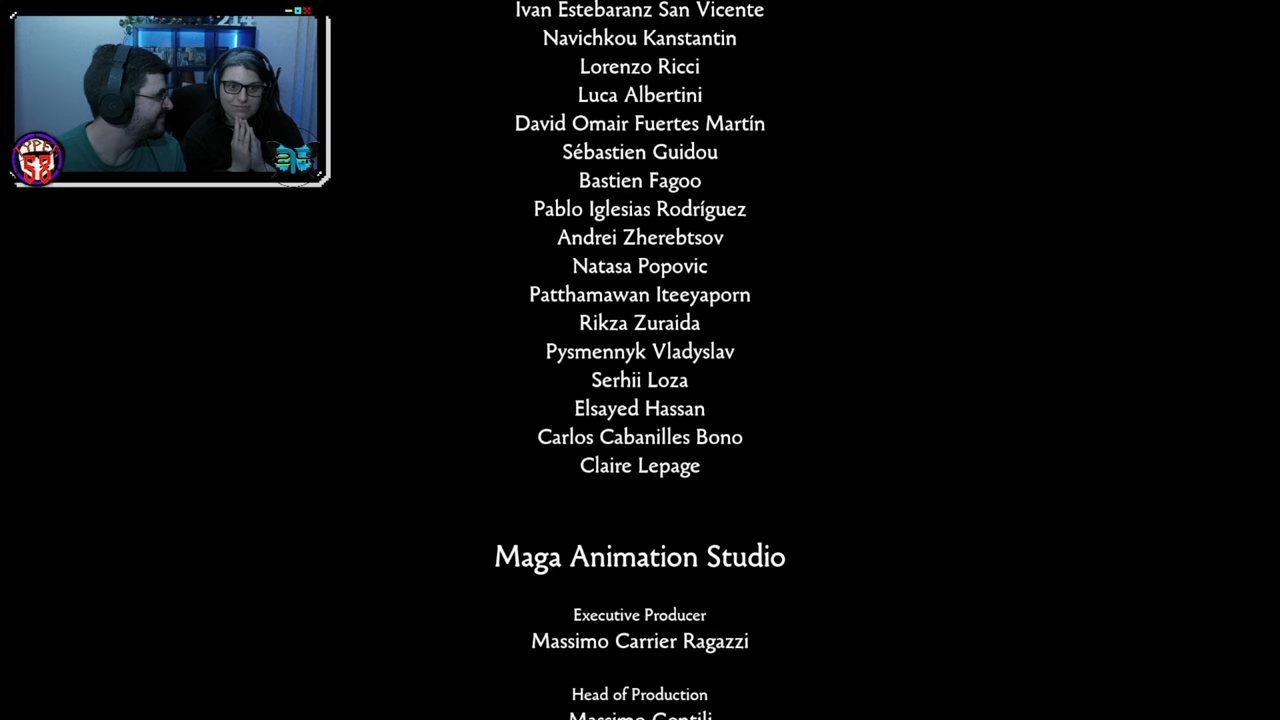 Ivan Estebaranz San Vicente
Navichkou Kanstantin
Lorenzo Ricci
Luca Albertini
David Omair Fuertes Martín
Sébastien Guidou
Bastien Fagoo
Pablo Iglesias Rodríguez
Andrei Zherebtsov
Natasa Popovic
Patthamawan Iteeyaporn
Rikza Zuraida
Pysmennyk Vladyslav
Serhii Loza
Elsayed Hassan
Carlos Cabanilles Bono
Claire Lepage
Maga Animation Studio
Executive Producer
Massimo Carrier Ragazzi
Head of Production
Massimo Gentili